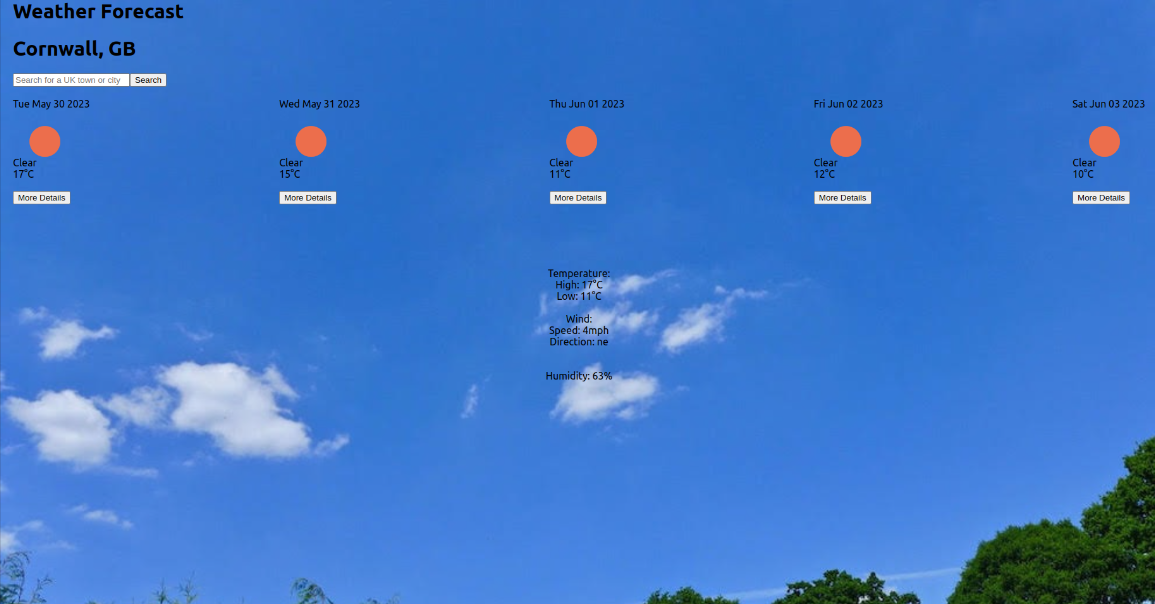 Weather Forecast
Cornwall, GB
Search for a UK town or city Search
Tue May 30 2023
Clear
17°C
More Details
Wed May 31 2023
Clear
15°C
More Details
Thu Jun 01 2023
Clear
11°C
More Details
Fri Jun 02 2023
Clear
12°C
More Details
Sat Jun 03 2023
Clear
10°C
More Details
Temperature:
High: 17°C
Low: 11°C
Wind:
Speed: 4mph
Direction: ne
Humidity: 63%